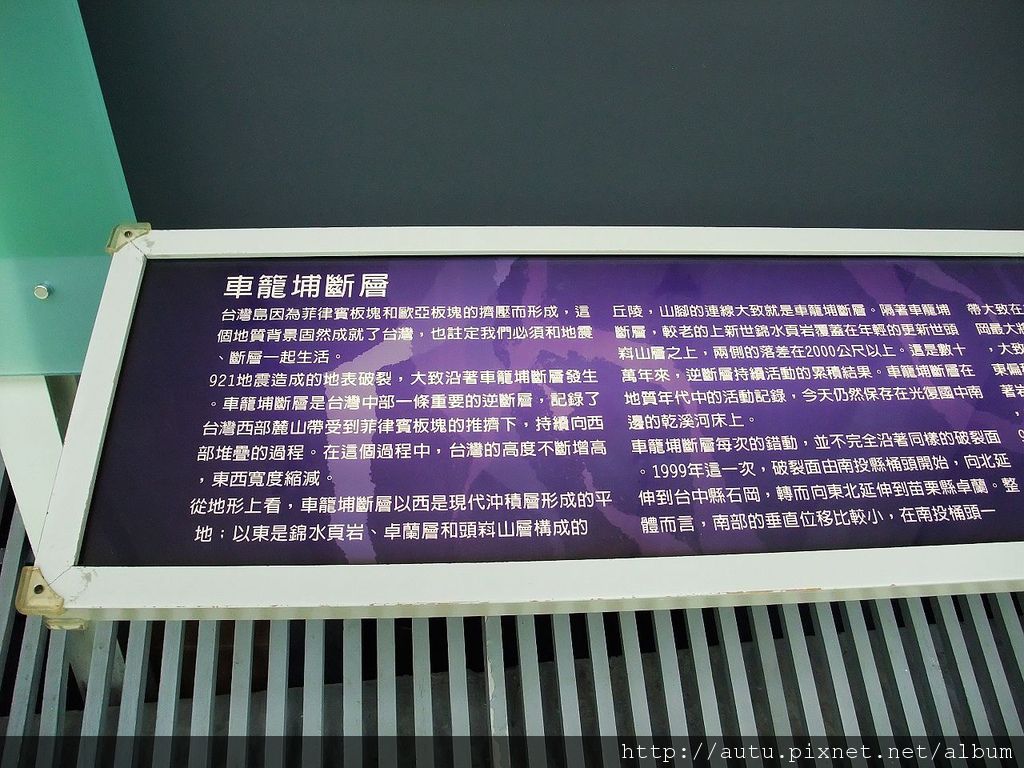 車籠埔斷層
台灣島因為菲律賓板塊和歐亞板塊的擠壓而形成，這
個地質背景固然成就了台灣，也註定我們必須和地震
、斷層一起生活。
921地震造成的地表破裂，大致沿著車籠埔斷層發生
。車籠埔斷層是台灣中部一條重要的逆斷層，記錄了
台灣西部麓山帶受到菲律賓板塊的推擠下，持續向西
部堆疊的過程。在這個過程中，台灣的高度不斷增高
，東西寬度縮減。
從地形上看，車籠埔斷層以西是現代沖積層形成的平
地；以東是錦水頁岩、卓蘭層和頭嵙山層構成的
丘陵，山腳的連線大致就是車籠埔斷層。隔著車籠埔
斷層，較老的上新世錦水頁岩覆蓋在年輕的更新世頭
嵙山層之上，兩側的落差在2000公尺以上。這是數十
萬年來，逆斷層持續活動的累積結果。車籠埔斷層在
地質年代中的活動記錄，今天仍然保存在光復國中南
邊的乾溪河床上。
車籠埔斷層每次的錯動，並不完全沿著同樣的破裂面
。1999年這一次，破裂面由南投縣桶頭開始，向北延
伸到台中縣石岡，轉而向東北延伸到苗栗縣卓蘭。整
體而言，南部的垂直位移比較小，在南投桶頭一
帶大致在
岡最大將
，大致
東偏
著岩
http://autu.pixnet.net/album